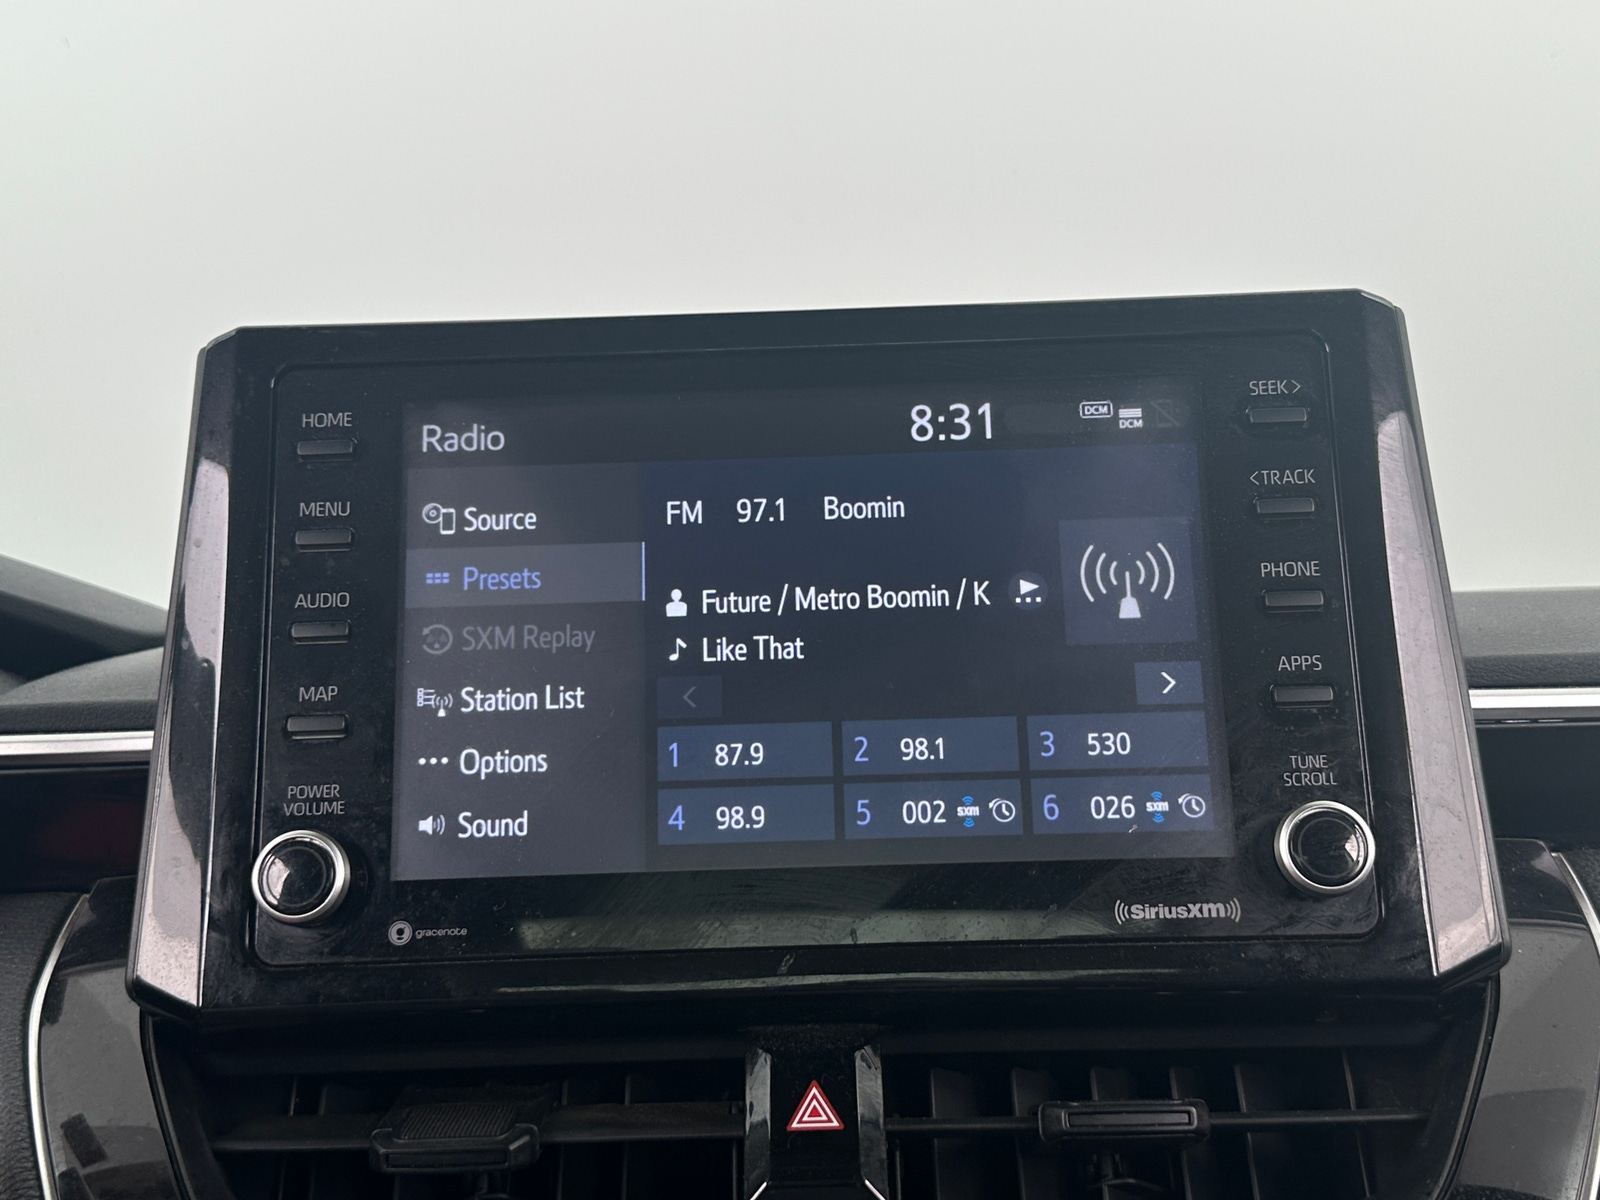 HOME
MENU
AUDIO
MAP
POWER
VOLUME
Radio
8:31
DCM
DCM
Source
Presets
SXM Replay
Station List
Options
Sound
FM 97.1 Boomin
Future / Metro Boomin / K
Like That
1 87.9
2 98.1
3 530
4 98.9
5 002 SXM
6 026 SXM
SEEK >
< TRACK
PHONE
APPS
TUNE
SCROLL
gracenote
((SiriusXM))